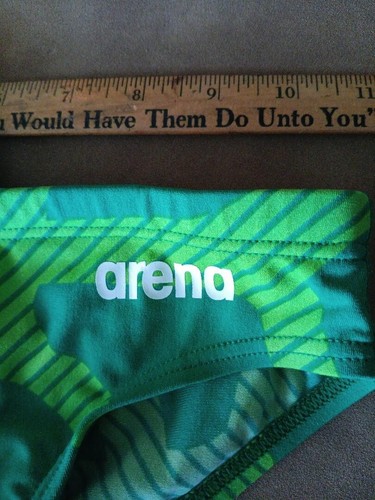 7 8 9 10 11
u Would Have Them Do Unto You"
arena